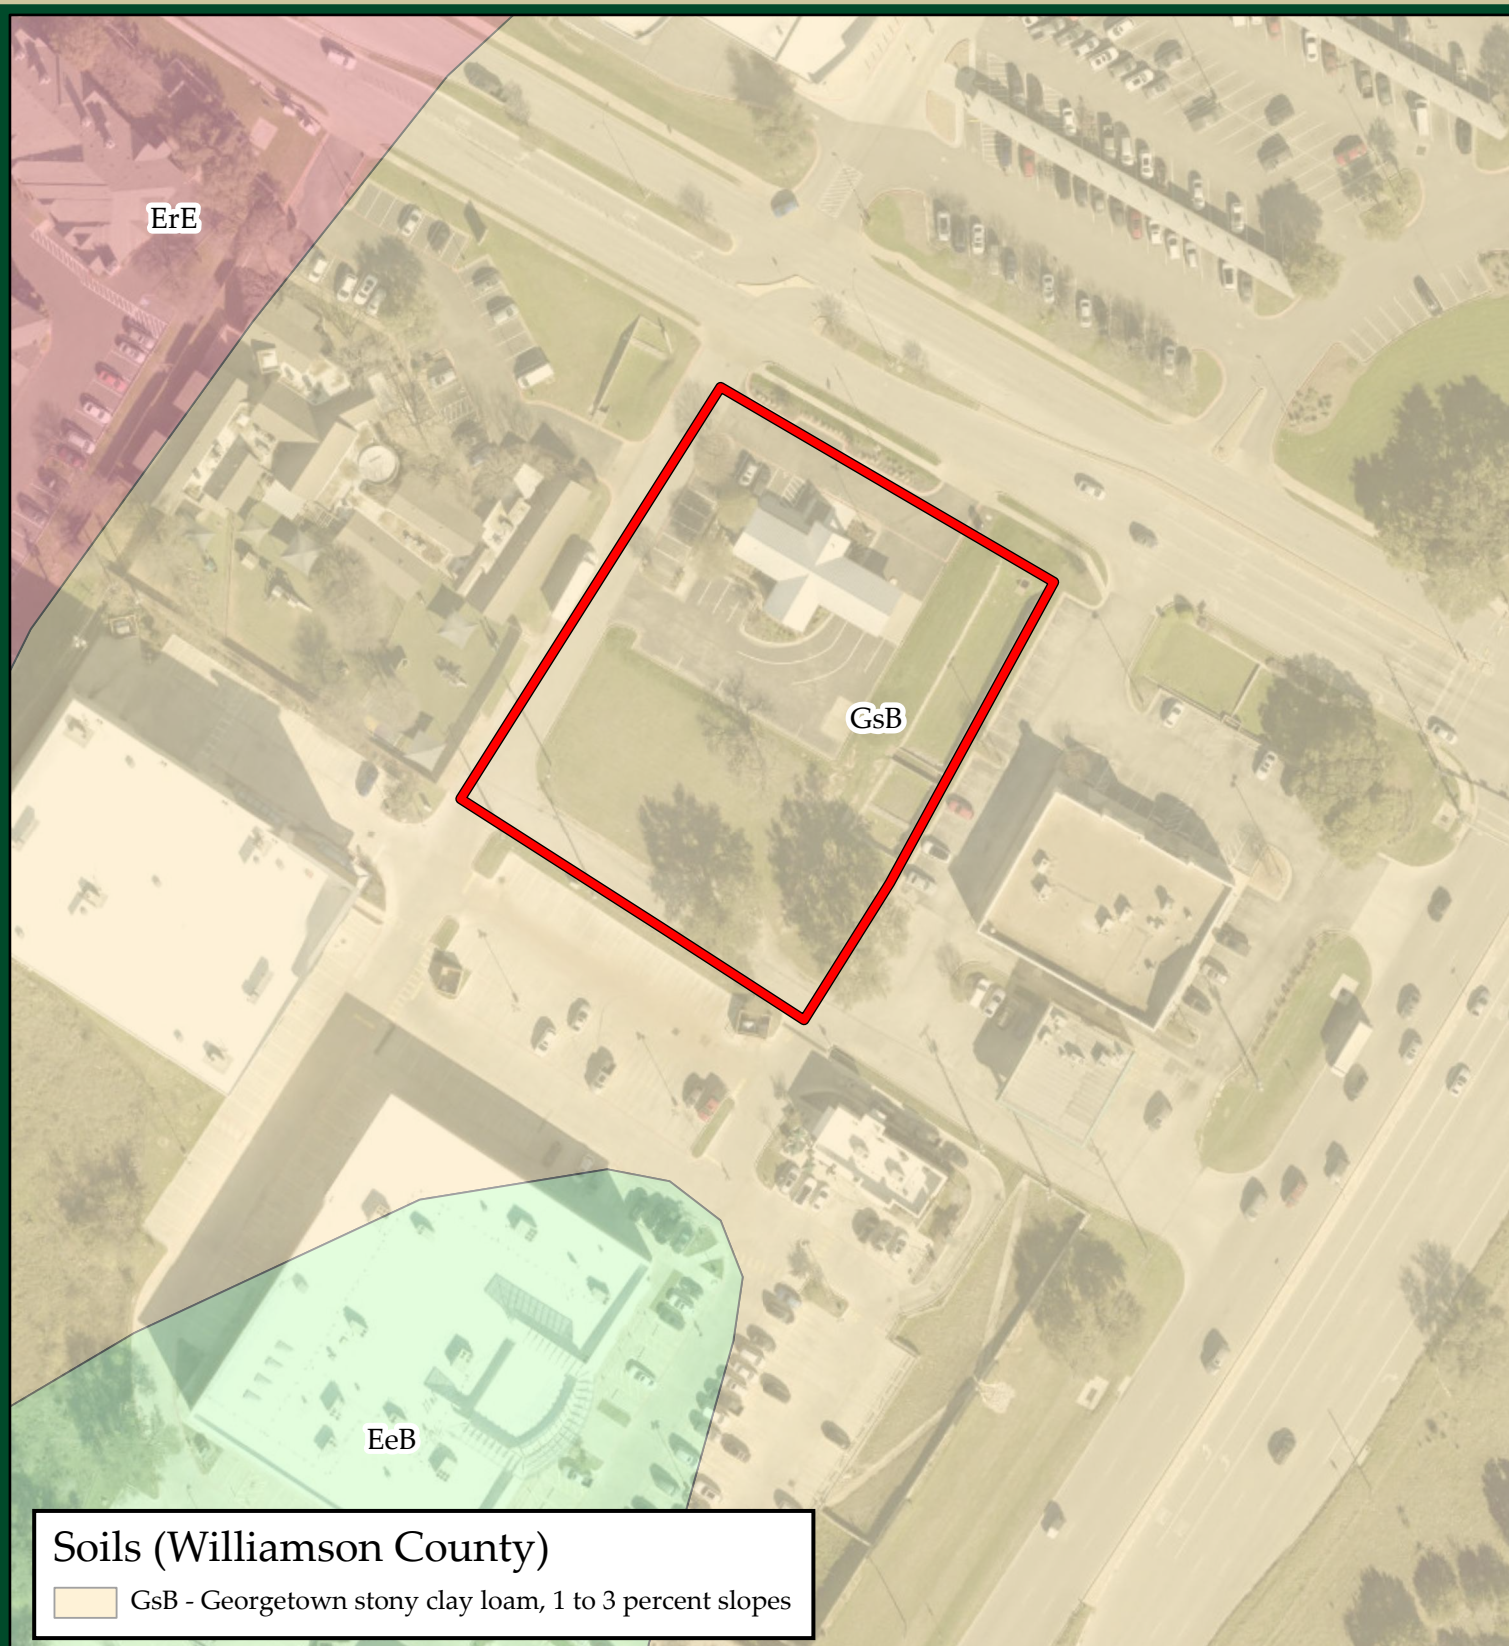 ErE
GsB
EeB
Soils (Williamson County)
GsB - Georgetown stony clay loam, 1 to 3 percent slopes